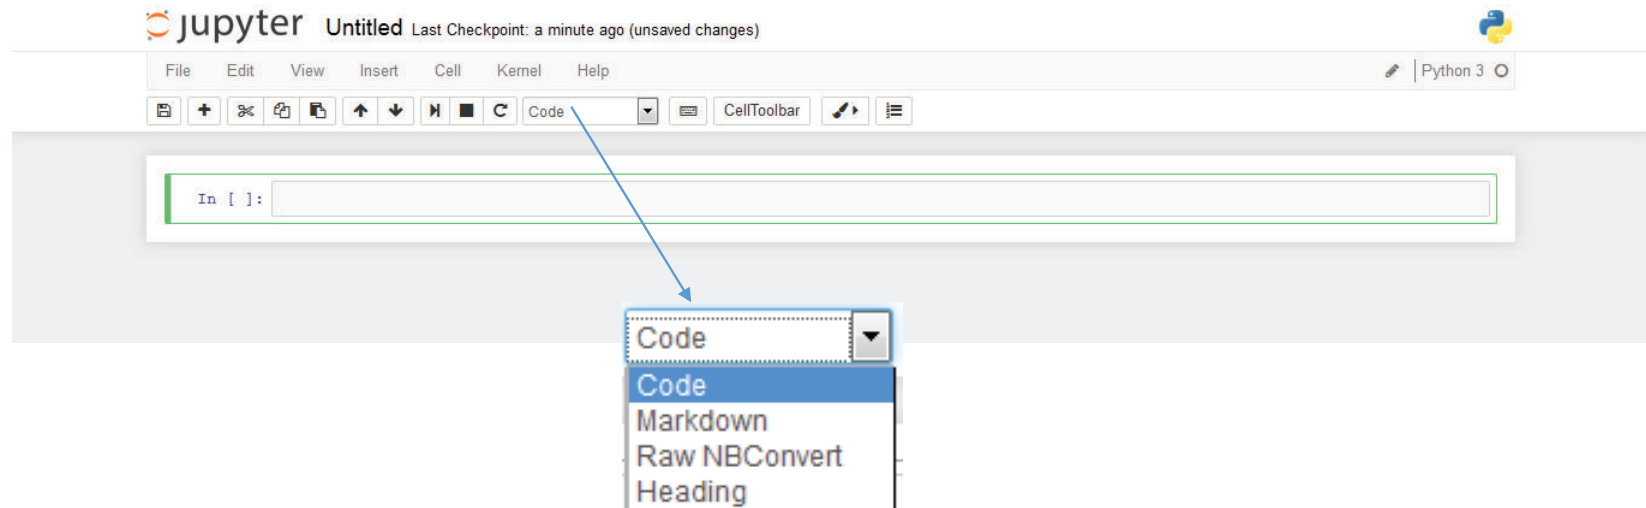 jupyter Untitled Last Checkpoint: a minute ago (unsaved changes)
File Edit View Insert Cell Kernel Help Python 3
Code CellToolbar
In [ ]:
Code
Code
Markdown
Raw NBConvert
Heading